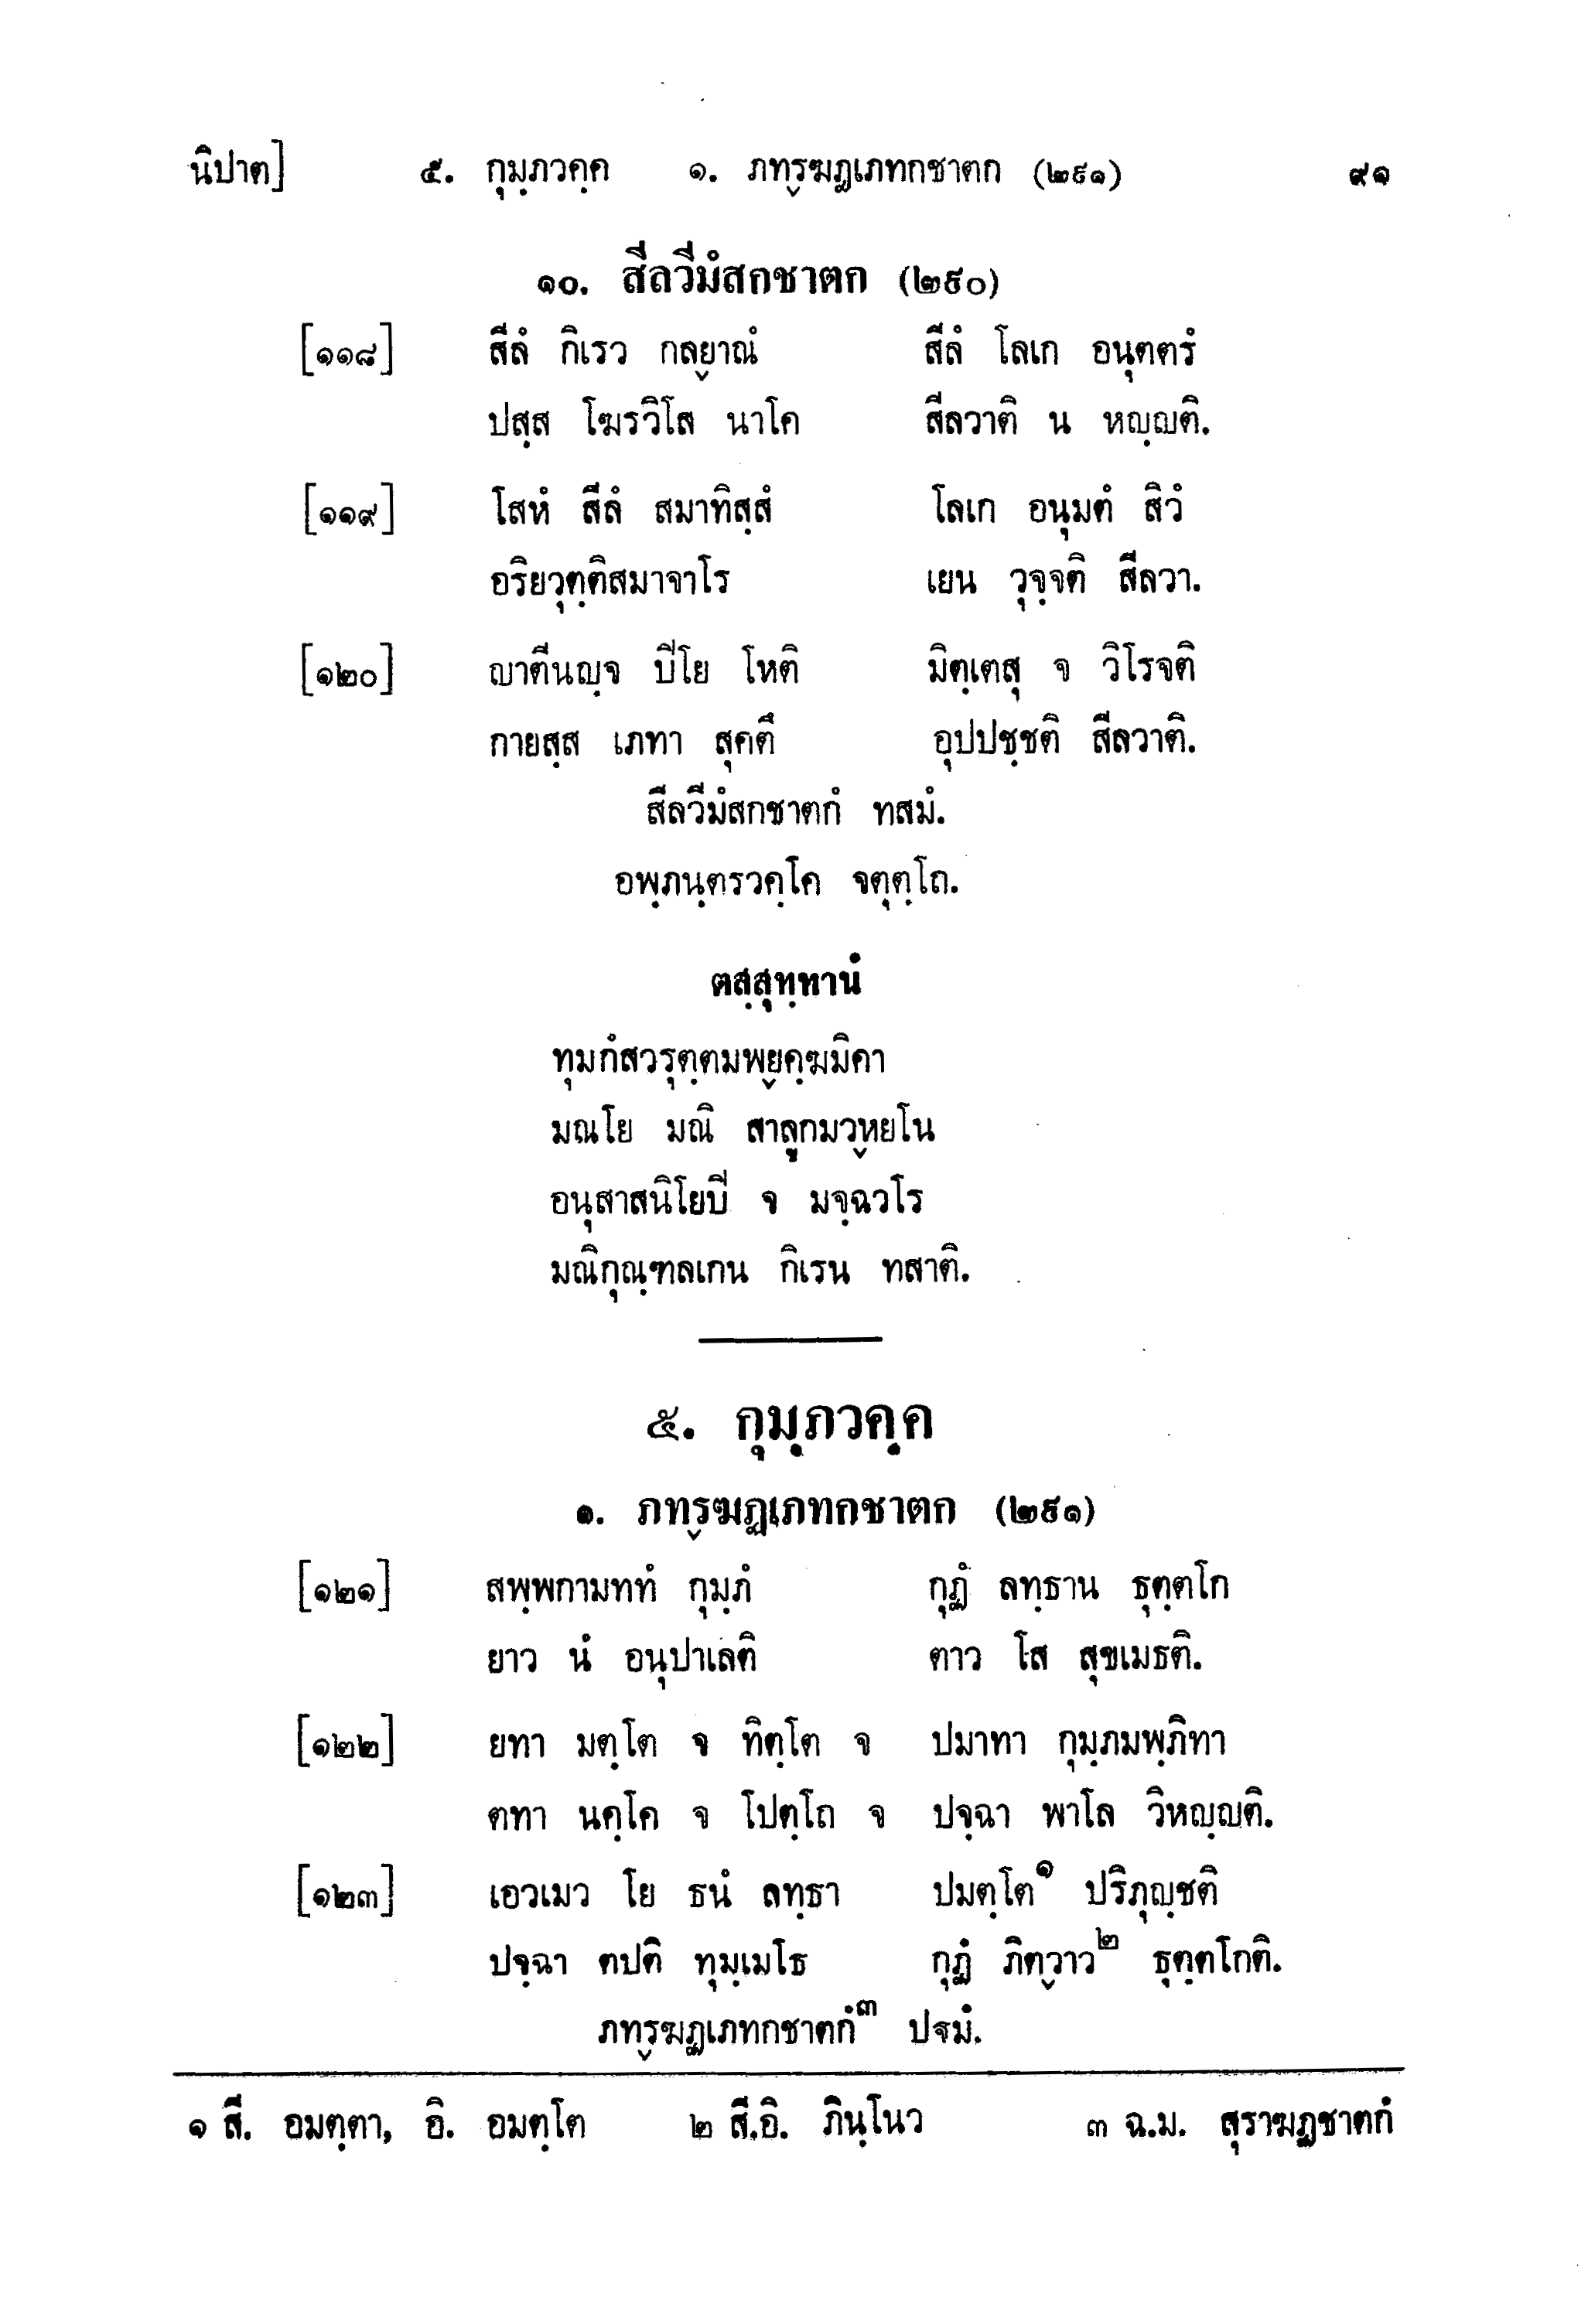 นิปาต] ๕. กุมฺภวคฺค ๑. ภทฺรฆฏเภทกชาตก (๒๙๑) ๙๑
๑๐. สีลวีมํสกชาตก (๒๙๐)
[๑๑๘] สีลํ กิเรว กลฺยาณํ สีลํ โลเก อนุตตรํ
ปสฺส โฆรวิโส นาโค สีลวาติ น หญฺญติ.
[๑๑๙] โสหํ สีลํ สมาทิสฺสํ โลเก อนุมตํ สิวํ
อริยวุตฺติสมาจาโร เยน วุจฺจติ สีลวา.
[๑๒๐] ญาตีนญฺจ ปิโย โหติ มิตฺเตสุ จ วิโรจติ
กายสฺส เภทา สุคตึ อุปปชฺชติ สีลวาติ.
สีลวีมํสกชาตกํ ทสมํ.
อพฺภนฺตรวคฺโค จตุตฺโถ.
ตสฺสุทฺทานํ
ทุมกํสวรุตฺตมพฺยคฺฆมิคา
มณโย มณิ สาลูกมวฺหยโน
อนุสาสนิโยปิ จ มจฺฉวโร
มณิกุณฺฑลเกน กิเรน ทสาติ.
๕. กุมฺภวคฺค
๑. ภทฺรฆฏเภทกชาตก (๒๙๑)
[๑๒๑] สพฺพกามททํ กุมฺภํ กุฏํ ลทฺธาน ธุตฺตโก
ยาว นํ อนุปาเลติ ตาว โส สุขเมธติ.
[๑๒๒] ยทา มตฺโต จ ทิตฺโต จ ปมาทา กุมฺภมพฺภิทา
ตทา นคฺโค จ โปตฺโถ จ ปจฺฉา พาโล วิหญฺญติ.
[๑๒๓] เอวเมว โย ธนํ ลทฺธา ปมตฺโต๑ ปริภุญฺชติ
ปจฺฉา ตปติ ทุมฺเมโธ กุฏํ ภิตฺวาว๒ ธุตฺตโกติ.
ภทฺรฆฏเภทกชาตกํ๓ ปฐมํ.
๑ สี. อมตฺตา, อิ. อมตฺโต ๒ สี.อิ. ภินฺโนว ๓ ฉ.ม. สุราฆฏชาตกํ